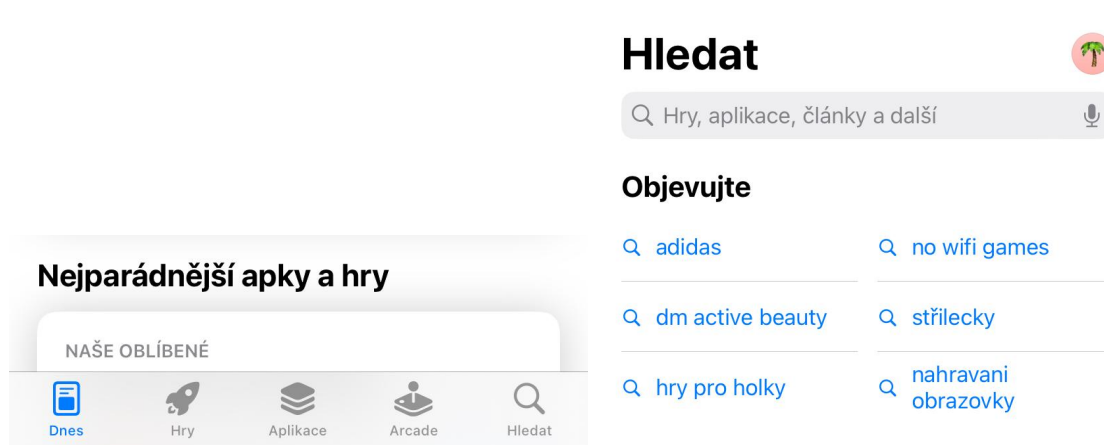 Nejparádnější apky a hry
NAŠE OBLÍBENÉ
Dnes
Hry
Aplikace
Arcade
Hledat
Hledat
Hry, aplikace, články a další
Objevujte
adidas
no wifi games
dm active beauty
střilecky
hry pro holky
nahravani
obrazovky